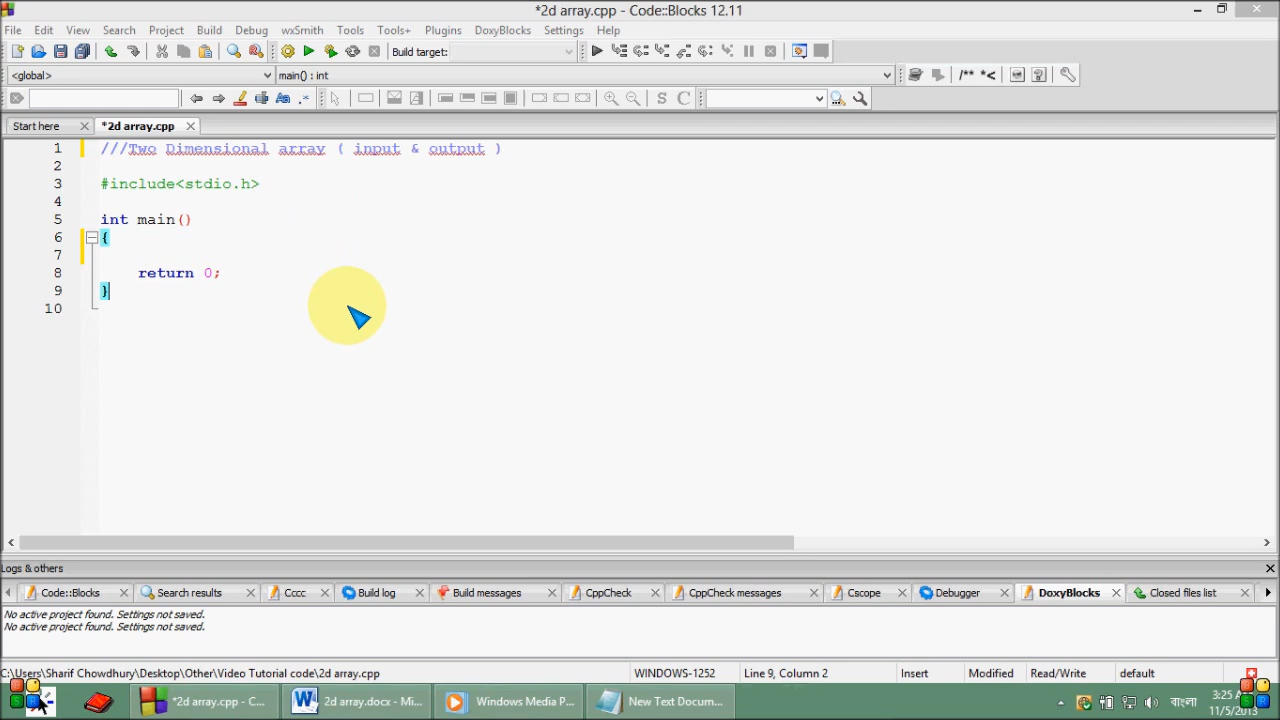 *2d array.cpp - Code::Blocks 12.11
File Edit View Search Project Build Debug wxSmith Tools Tools+ Plugins DoxyBlocks Settings Help
Build target:
<global> main() : int /** *<
.* S C
Start here *2d array.cpp
1 ///Two Dimensional array ( input & output )
2
3 #include<stdio.h>
4
5 int main()
6 {
7
8 return 0;
9 }
10
Logs & others
Code::Blocks Search results Cccc Build log Build messages CppCheck CppCheck messages Cscope Debugger DoxyBlocks Closed files list
No active project found. Settings not saved.
No active project found. Settings not saved.
C:\Users\Sharif Chowdhury\Desktop\Other\Video Tutorial code\2d array.cpp WINDOWS-1252 Line 9, Column 2 Insert Modified Read/Write default
*2d array.cpp - C... 2d array.docx - Mi... Windows Media P... New Text Docum... বাংলা 3:25 AM
11/5/2013